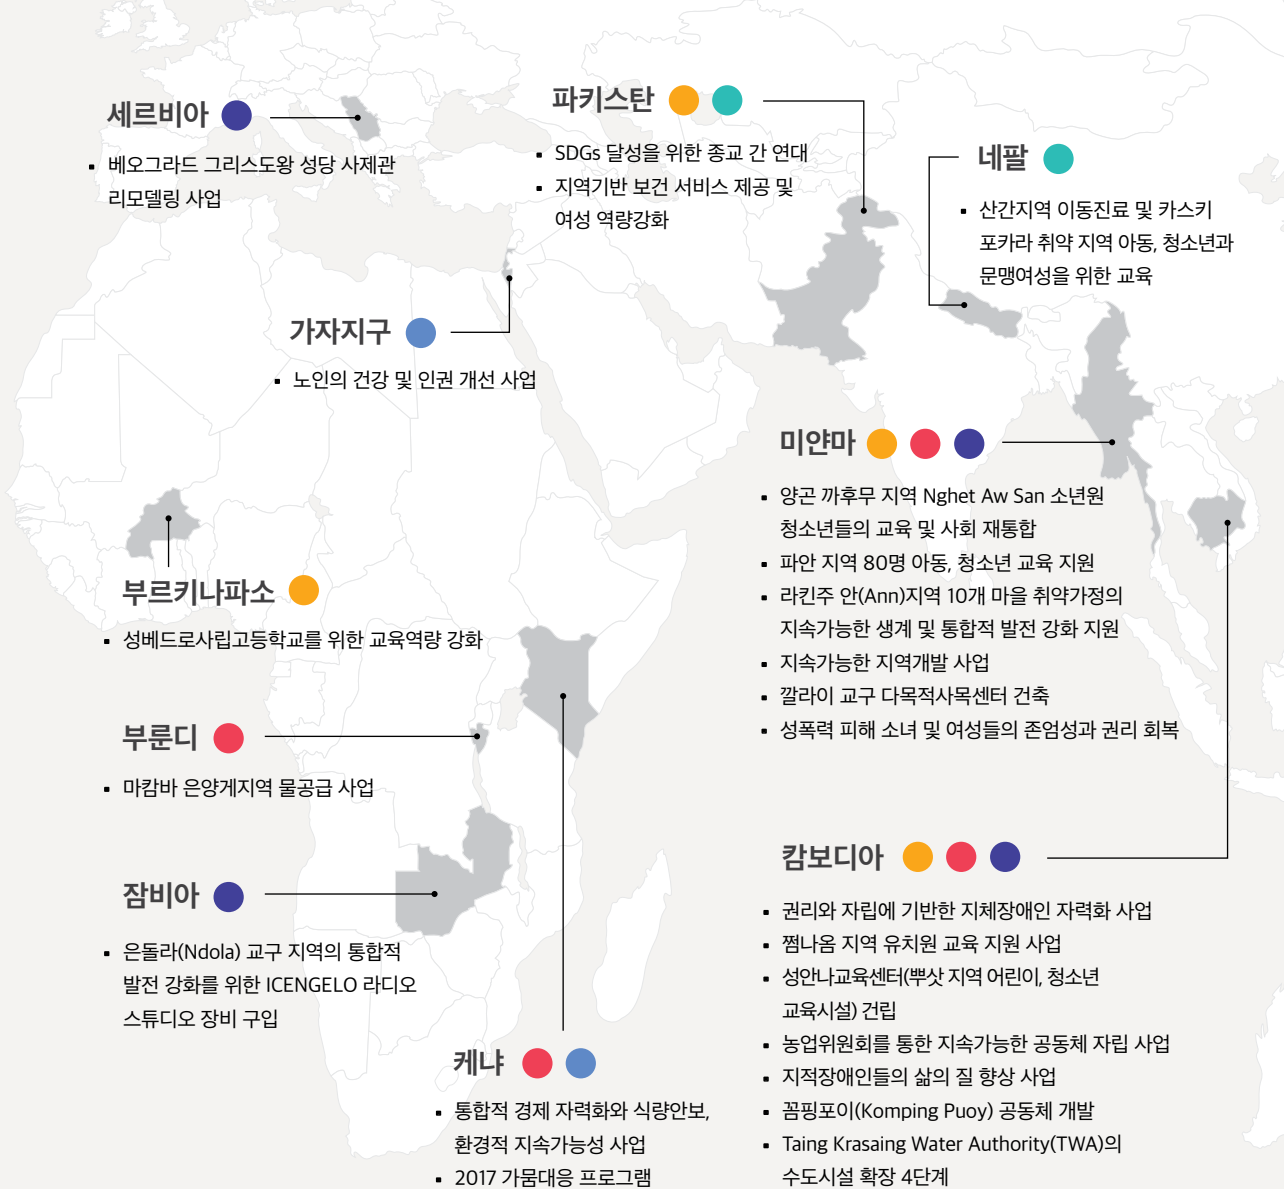 세르비아
베오그라드 그리스도왕 성당 사제관
리모델링 사업
파키스탄
SDGs 달성을 위한 종교 간 연대
지역기반 보건 서비스 제공 및
여성 역량강화
네팔
산간지역 이동진료 및 카스키
포카라 취약 지역 아동, 청소년과
문맹여성을 위한 교육
가자지구
노인의 건강 및 인권 개선 사업
미얀마
양곤 까후무 지역 Nghet Aw San 소년원
청소년들의 교육 및 사회 재통합
파안 지역 80명 아동, 청소년 교육 지원
라킨주 안(Ann)지역 10개 마을 취약가정의
지속가능한 생계 및 통합적 발전 강화 지원
지속가능한 지역개발 사업
깔라이 교구 다목적사목센터 건축
성폭력 피해 소녀 및 여성들의 존엄성과 권리 회복
부르키나파소
성베드로사립고등학교를 위한 교육역량 강화
부룬디
마캄바 은양게지역 물공급 사업
잠비아
은돌라(Ndola) 교구 지역의 통합적
발전 강화를 위한 ICENGELO 라디오
스튜디오 장비 구입
케냐
통합적 경제 자력화와 식량안보,
환경적 지속가능성 사업
2017 가뭄대응 프로그램
캄보디아
권리와 자립에 기반한 지체장애인 자력화 사업
쩜나옴 지역 유치원 교육 지원 사업
성안나교육센터(뿌삿 지역 어린이, 청소년
교육시설) 건립
농업위원회를 통한 지속가능한 공동체 자립 사업
지적장애인들의 삶의 질 향상 사업
꼼핑포이(Komping Puoy) 공동체 개발
Taing Krasaing Water Authority(TWA)의
수도시설 확장 4단계